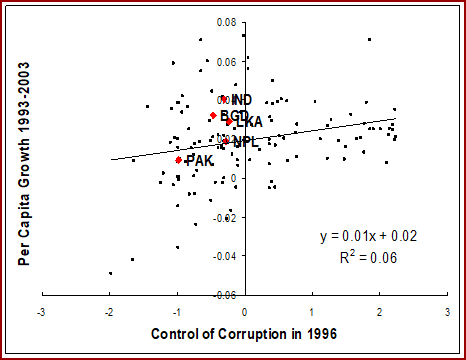 Per Capita Growth 1993-2003
0.08
0.06
0.04
0.02
0
-0.02
-0.04
-0.06
IND
BGD
LKA
NPL
PAK
y = 0.01x + 0.02
R² = 0.06
-3 -2 -1 0 1 2 3
Control of Corruption in 1996